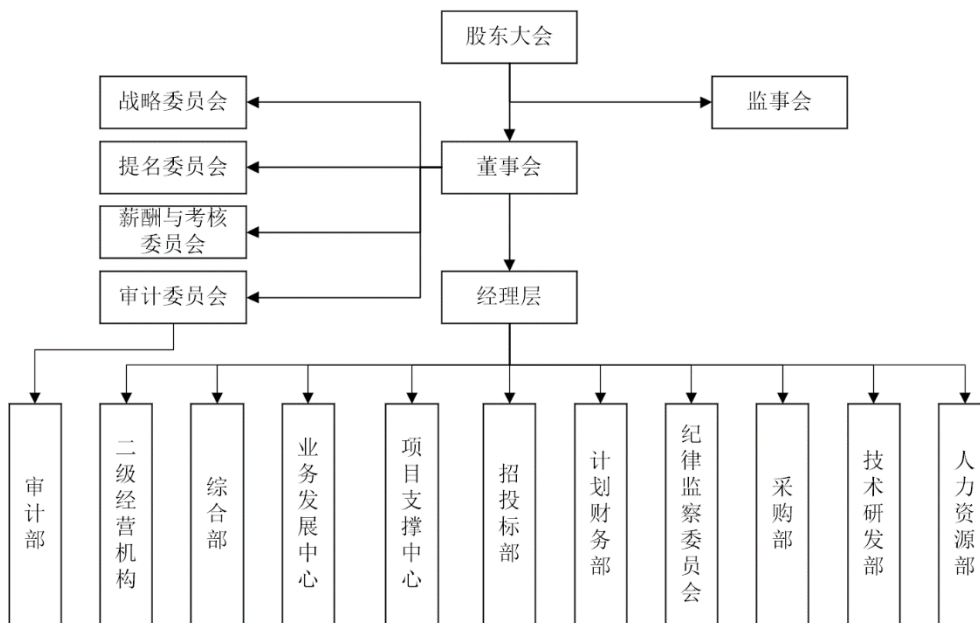 股东大会
战略委员会
监事会
提名委员会
董事会
薪酬与考核
委员会
审计委员会
经理层
审计部
二级经营机构
综合部
业务发展中心
项目支撑中心
招投标部
计划财务部
纪律监察委员会
采购部
技术研发部
人力资源部